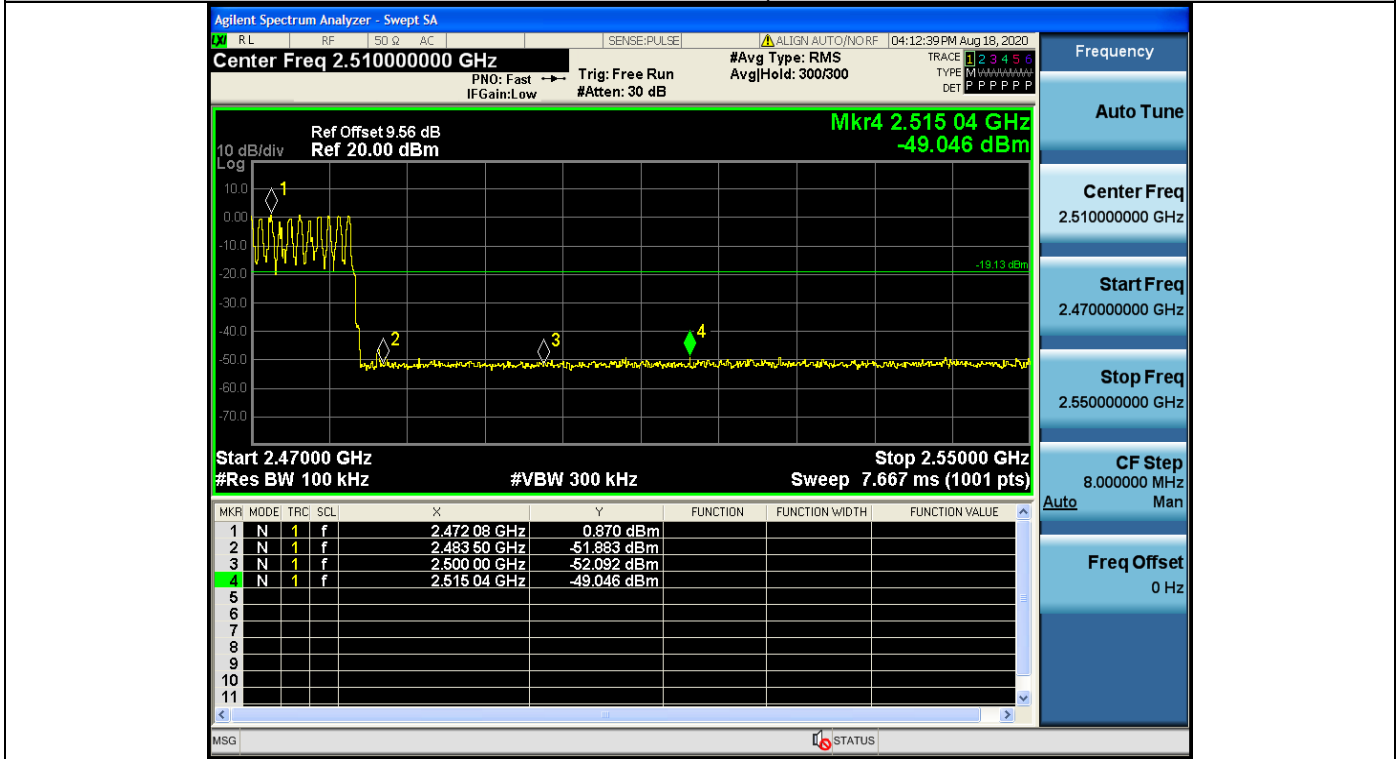 Agilent Spectrum Analyzer - Swept SA
LXI RL RF 50 Ω AC SENSE:PULSE ALIGN AUTO/NO RF 04:12:39 PM Aug 18, 2020
Center Freq 2.510000000 GHz
PNO: Fast
IFGain:Low
Trig: Free Run
#Atten: 30 dB
#Avg Type: RMS
Avg|Hold: 300/300
TRACE 1 2 3 4 5 6
TYPE M
DET P P P P P P
Mkr4 2.515 04 GHz
-49.046 dBm
Ref Offset 9.56 dB
10 dB/div Ref 20.00 dBm
Log
10.0
0.00
-10.0
-20.0
-30.0
-40.0
-50.0
-60.0
-70.0
1
2
3
4
-19.13 dBm
Start 2.47000 GHz Stop 2.55000 GHz
#Res BW 100 kHz #VBW 300 kHz Sweep 7.667 ms (1001 pts)
MKR MODE TRC SCL X Y FUNCTION FUNCTION WIDTH FUNCTION VALUE
1 N 1 f 2.472 08 GHz 0.870 dBm
2 N 1 f 2.483 50 GHz -51.883 dBm
3 N 1 f 2.500 00 GHz -52.092 dBm
4 N 1 f 2.515 04 GHz -49.046 dBm
5
6
7
8
9
10
11
MSG STATUS
Frequency
Auto Tune
Center Freq
2.510000000 GHz
Start Freq
2.470000000 GHz
Stop Freq
2.550000000 GHz
CF Step
8.000000 MHz
Auto Man
Freq Offset
0 Hz